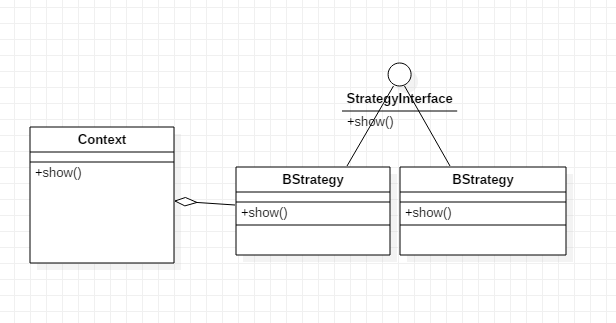 StrategyInterface
+show()
Context
+show()
BStrategy
+show()
BStrategy
+show()